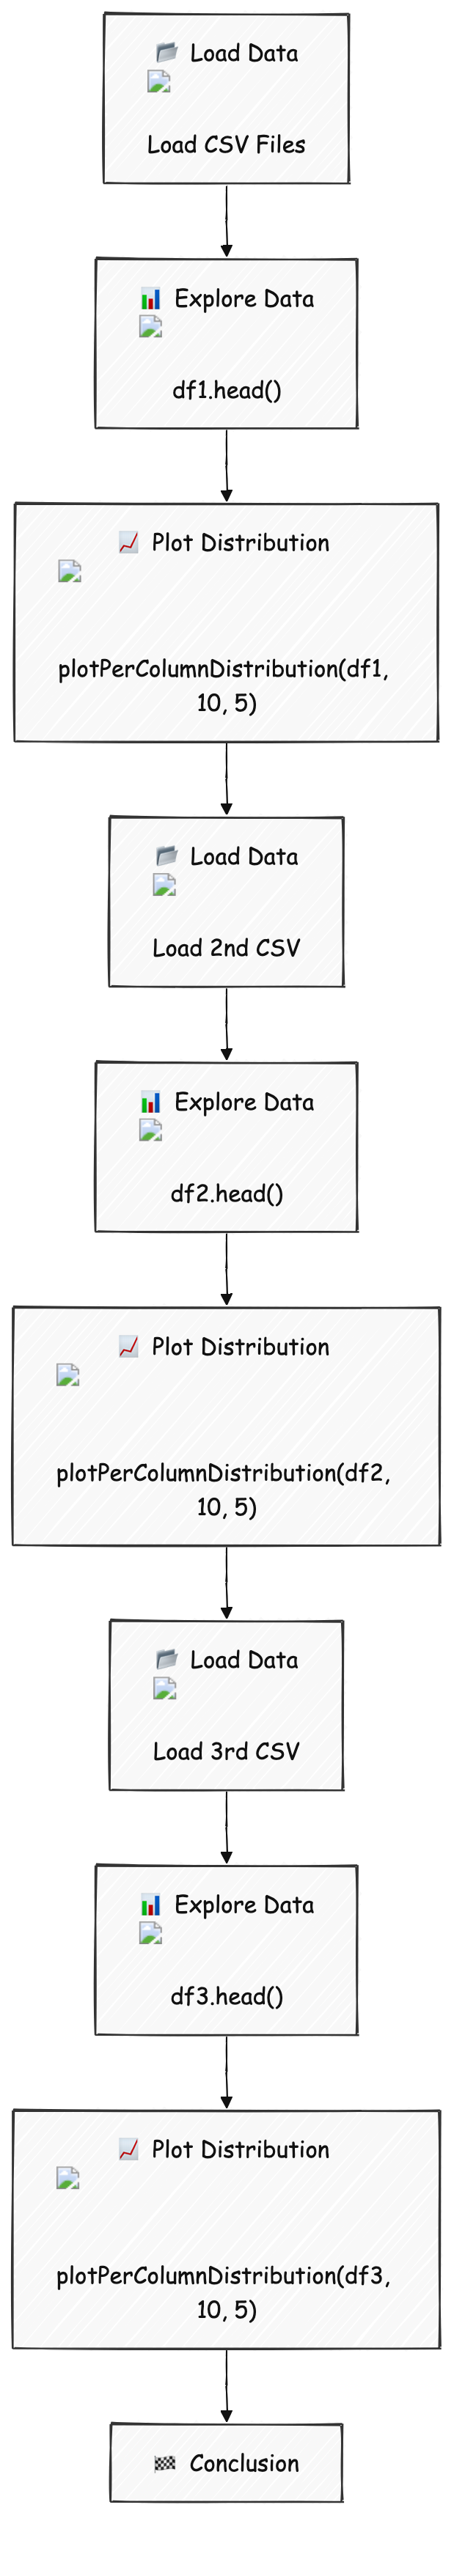 Load Data
Load CSV Files
Explore Data
df1.head()
Plot Distribution
plotPerColumnDistribution(df1,
10, 5)
Load Data
Load 2nd CSV
Explore Data
df2.head()
Plot Distribution
plotPerColumnDistribution(df2,
10, 5)
Load Data
Load 3rd CSV
Explore Data
df3.head()
Plot Distribution
plotPerColumnDistribution(df3,
10, 5)
Conclusion